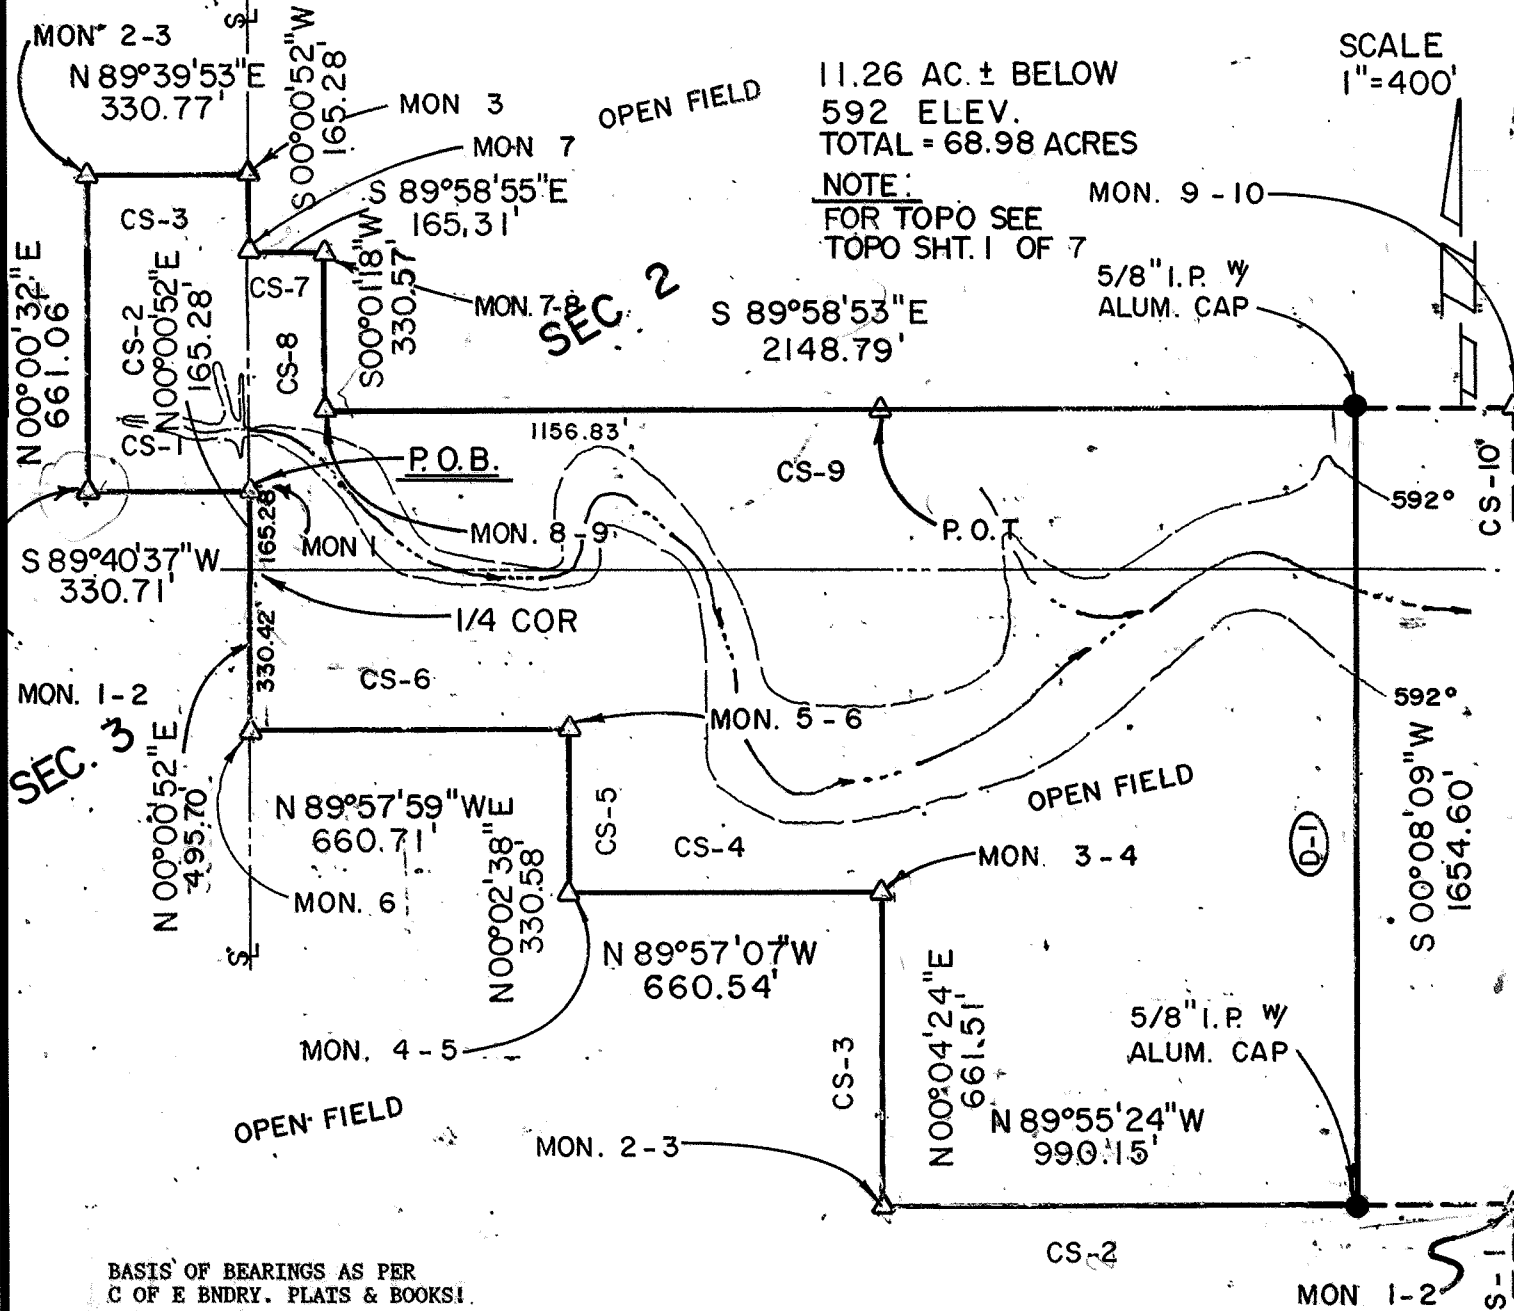 MON 2-3
N 89°39'53"E
330.77'
S
L
S 00°00'52"W
165.28'
MON 3
MON 7
OPEN FIELD
11.26 AC. ± BELOW
592 ELEV.
TOTAL = 68.98 ACRES
NOTE:
FOR TOPO SEE
TOPO SHT. 1 OF 7
SCALE
1"=400'
MON. 9-10
5/8" I.P. W/
ALUM. CAP
S 89°58'55"E
165.31'
CS-3
CS-7
MON. 7-8
S00°01'18"W
330.57'
SEC 2
S 89°58'53"E
2148.79'
N00°00'32"E
661.06'
CS-2
N00°00'52"E
165.28'
CS-8
CS-1
1156.83'
P.O.B.
CS-9
592°
CS-10
MON. 8-9
P.O.T
MON 1
165.28'
S 89°40'37"W
330.71'
1/4 COR
330.42'
CS-6
MON. 1-2
SEC. 3
MON. 5-6
592°
N 00°00'52"E
495.70'
N 89°57'59"W
660.71'
N00°02'38"E
330.58'
CS-5
CS-4
OPEN FIELD
D-1
S 00°08'09"W
1654.60'
MON. 3-4
MON. 6
S
L
N 89°57'07"W
660.54'
MON. 4-5
CS-3
N00°04'24"E
661.51'
5/8" I.P. W/
ALUM. CAP
N 89°55'24"W
990.15'
OPEN FIELD
MON. 2-3
CS-2
MON 1-2
S-1
BASIS OF BEARINGS AS PER
C OF E BNDRY. PLATS & BOOKS!